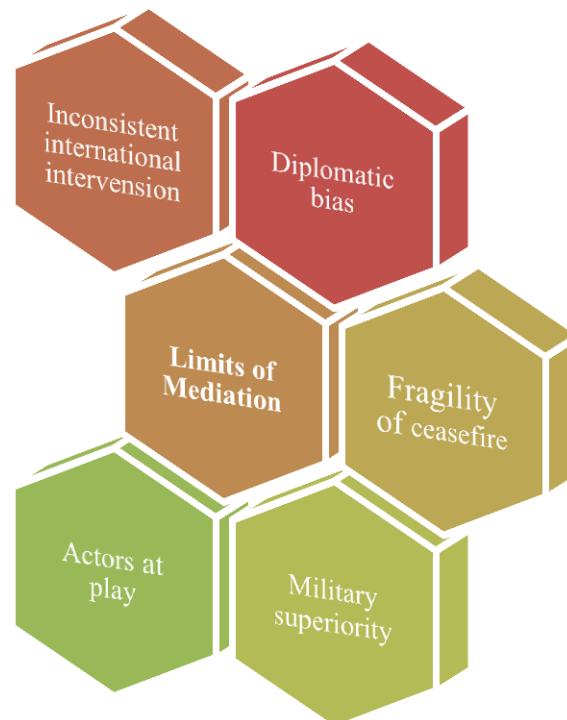 Inconsistent
international
intervension
Diplomatic
bias
Limits of
Mediation
Fragility
of ceasefire
Actors at
play
Military
superiority